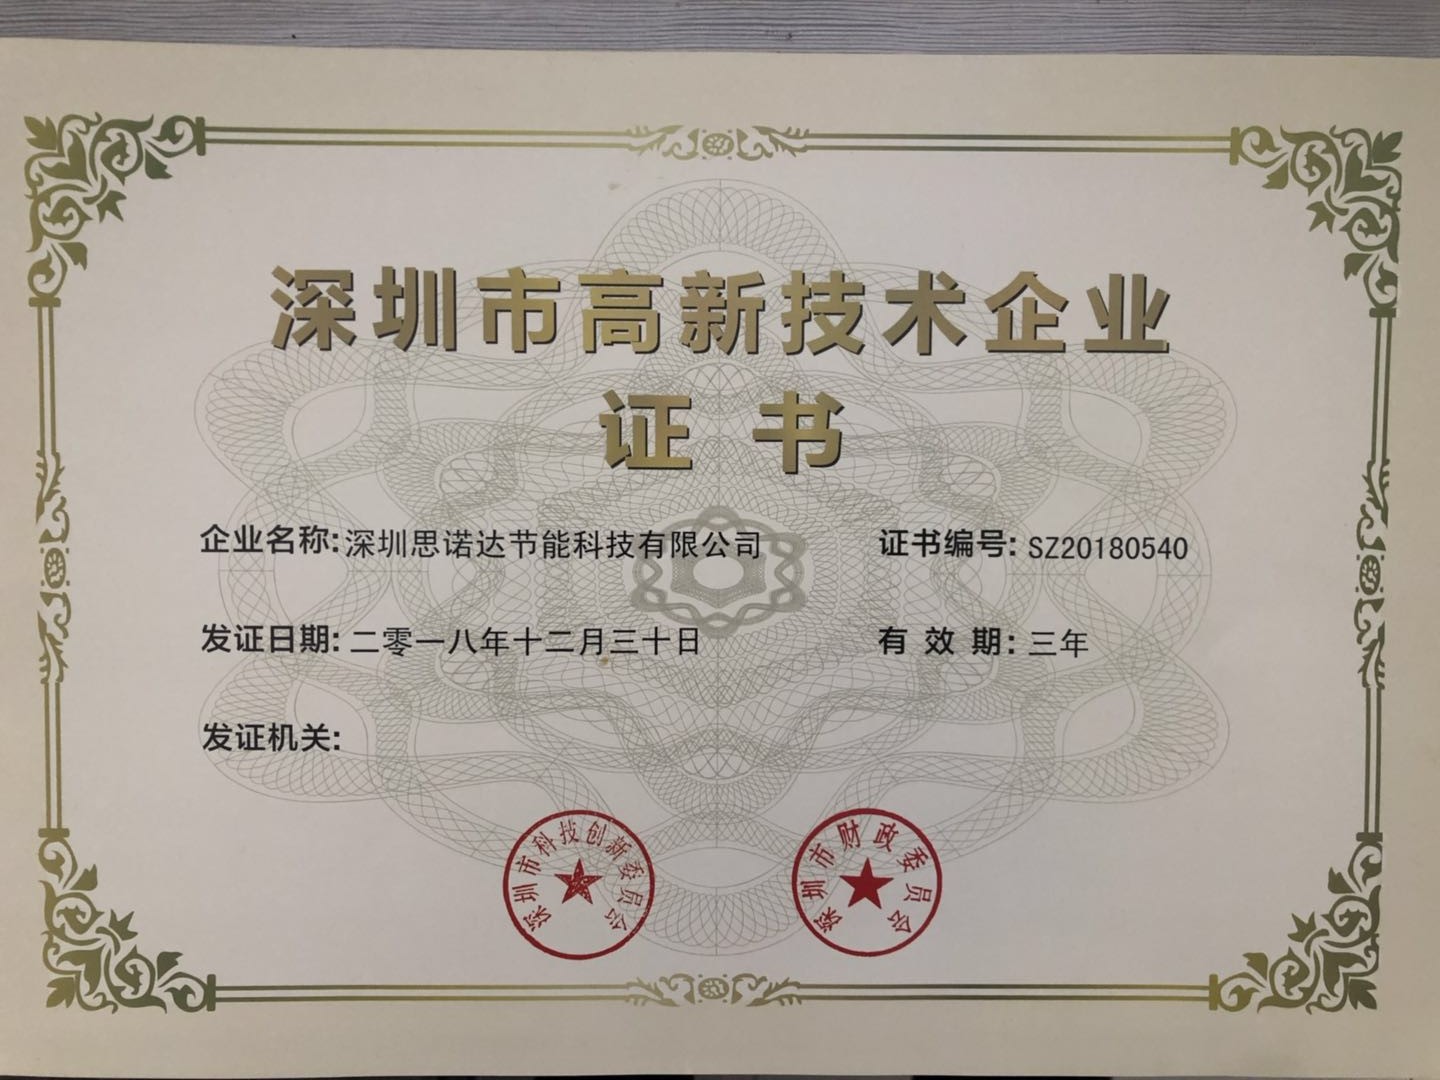 深圳市高新技术企业
证书
企业名称:深圳思诺达节能科技有限公司 证书编号: SZ20180540
发证日期: 二零一八年十二月三十日 有效期: 三年
发证机关:
深圳市科技创新委员会
深圳市财政委员会